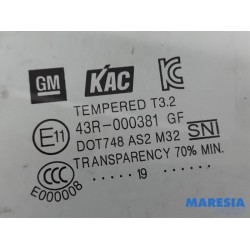 GM KAC KC
TEMPERED T3.2
E11 43R-000381 GF
DOT748 AS2 M32 SNI
TRANSPARENCY 70% MIN.
CCC ..... 19 ....
E000008
MARESIA